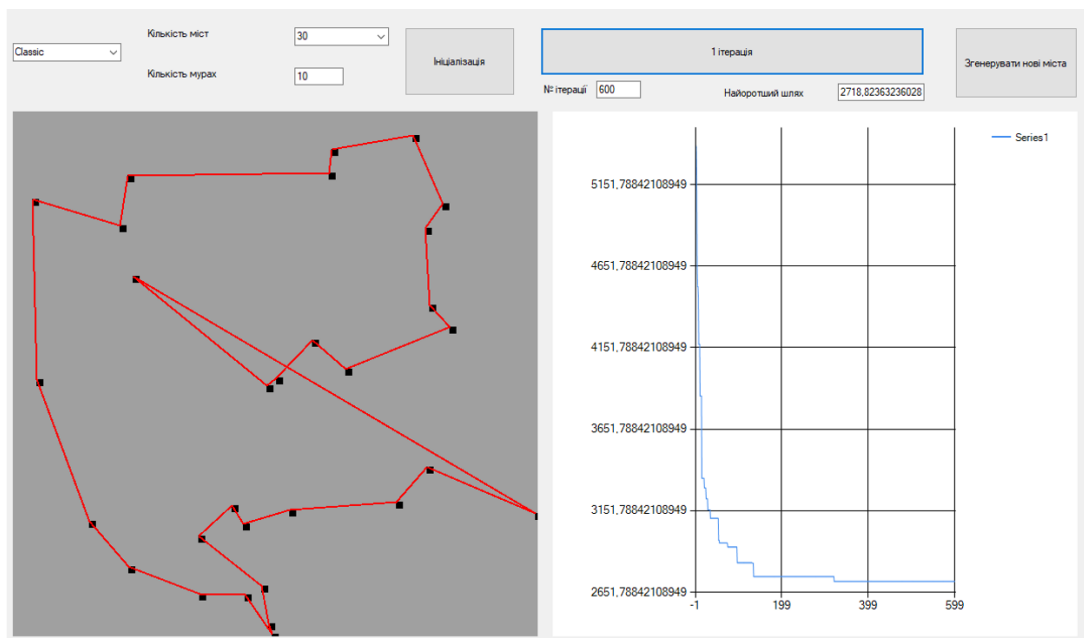 Classic
Кількість міст
30
Кількість мурах
10
Ініціалізація
1 ітерація
№ ітерації
600
Найоротший шлях
2718,82363236028
Згенерувати нові міста
Series1
5151,78842108949
4651,78842108949
4151,78842108949
3651,78842108949
3151,78842108949
2651,78842108949
-1
199
399
599